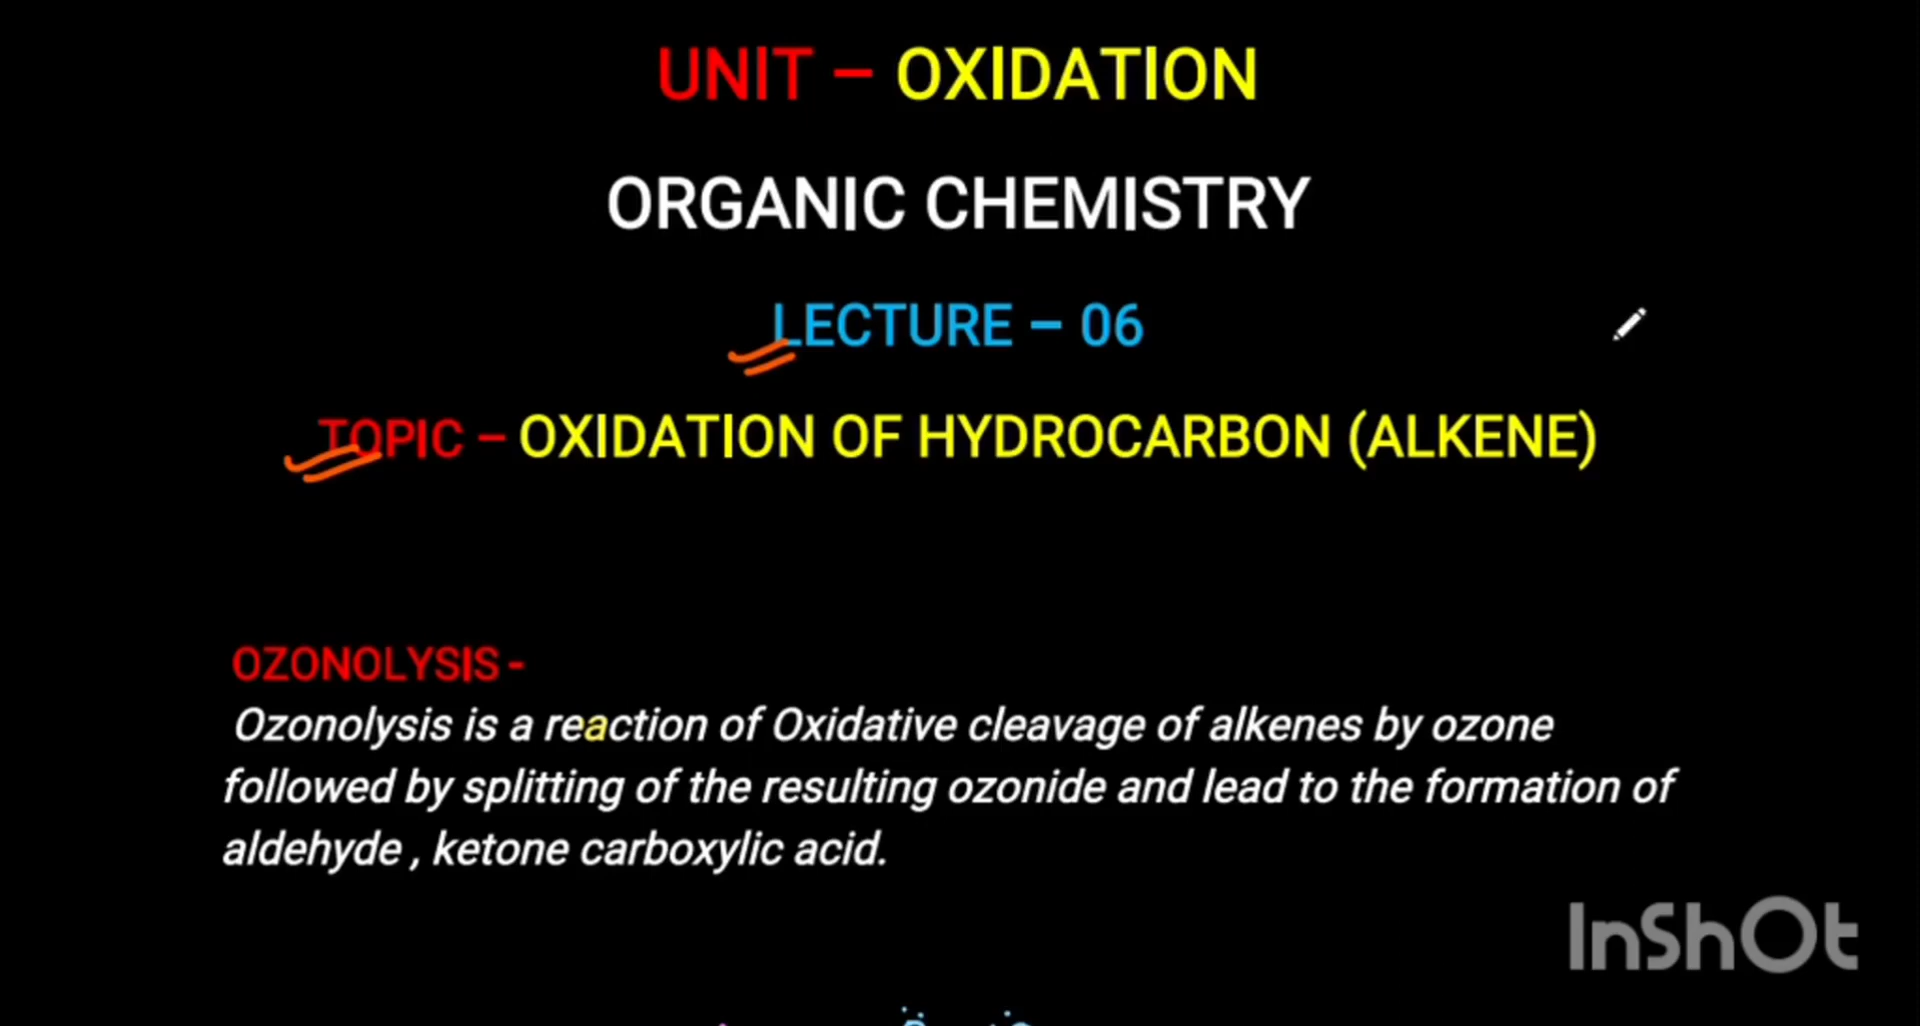 UNIT – OXIDATION
ORGANIC CHEMISTRY
LECTURE – 06
TOPIC – OXIDATION OF HYDROCARBON (ALKENE)
OZONOLYSIS -
Ozonolysis is a reaction of Oxidative cleavage of alkenes by ozone
followed by splitting of the resulting ozonide and lead to the formation of
aldehyde , ketone carboxylic acid.
InShOt